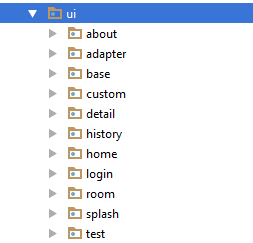 ui
about
adapter
base
custom
detail
history
home
login
room
splash
test